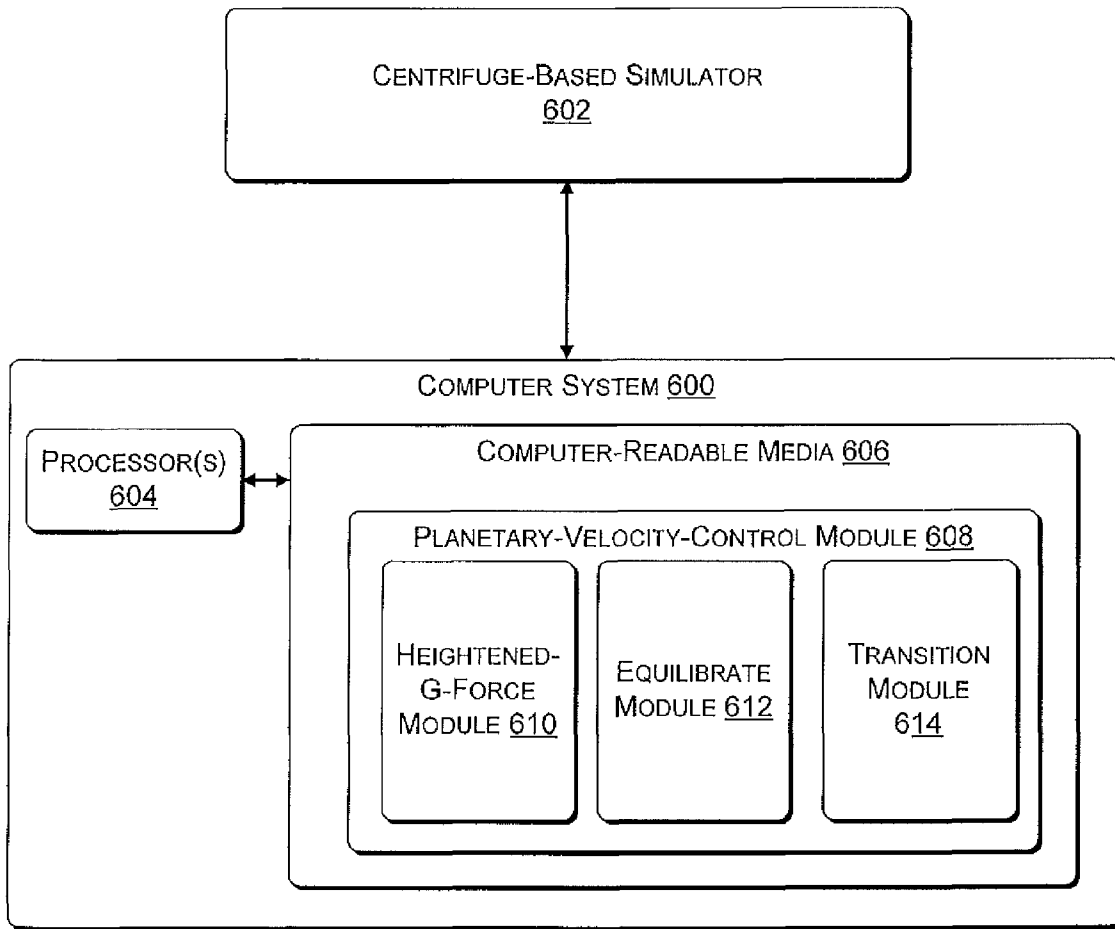 CENTRIFUGE-BASED SIMULATOR
602
COMPUTER SYSTEM 600
PROCESSOR(S)
604
COMPUTER-READABLE MEDIA 606
PLANETARY-VELOCITY-CONTROL MODULE 608
HEIGHTENED-
G-FORCE
MODULE 610
EQUILIBRATE
MODULE 612
TRANSITION
MODULE
614